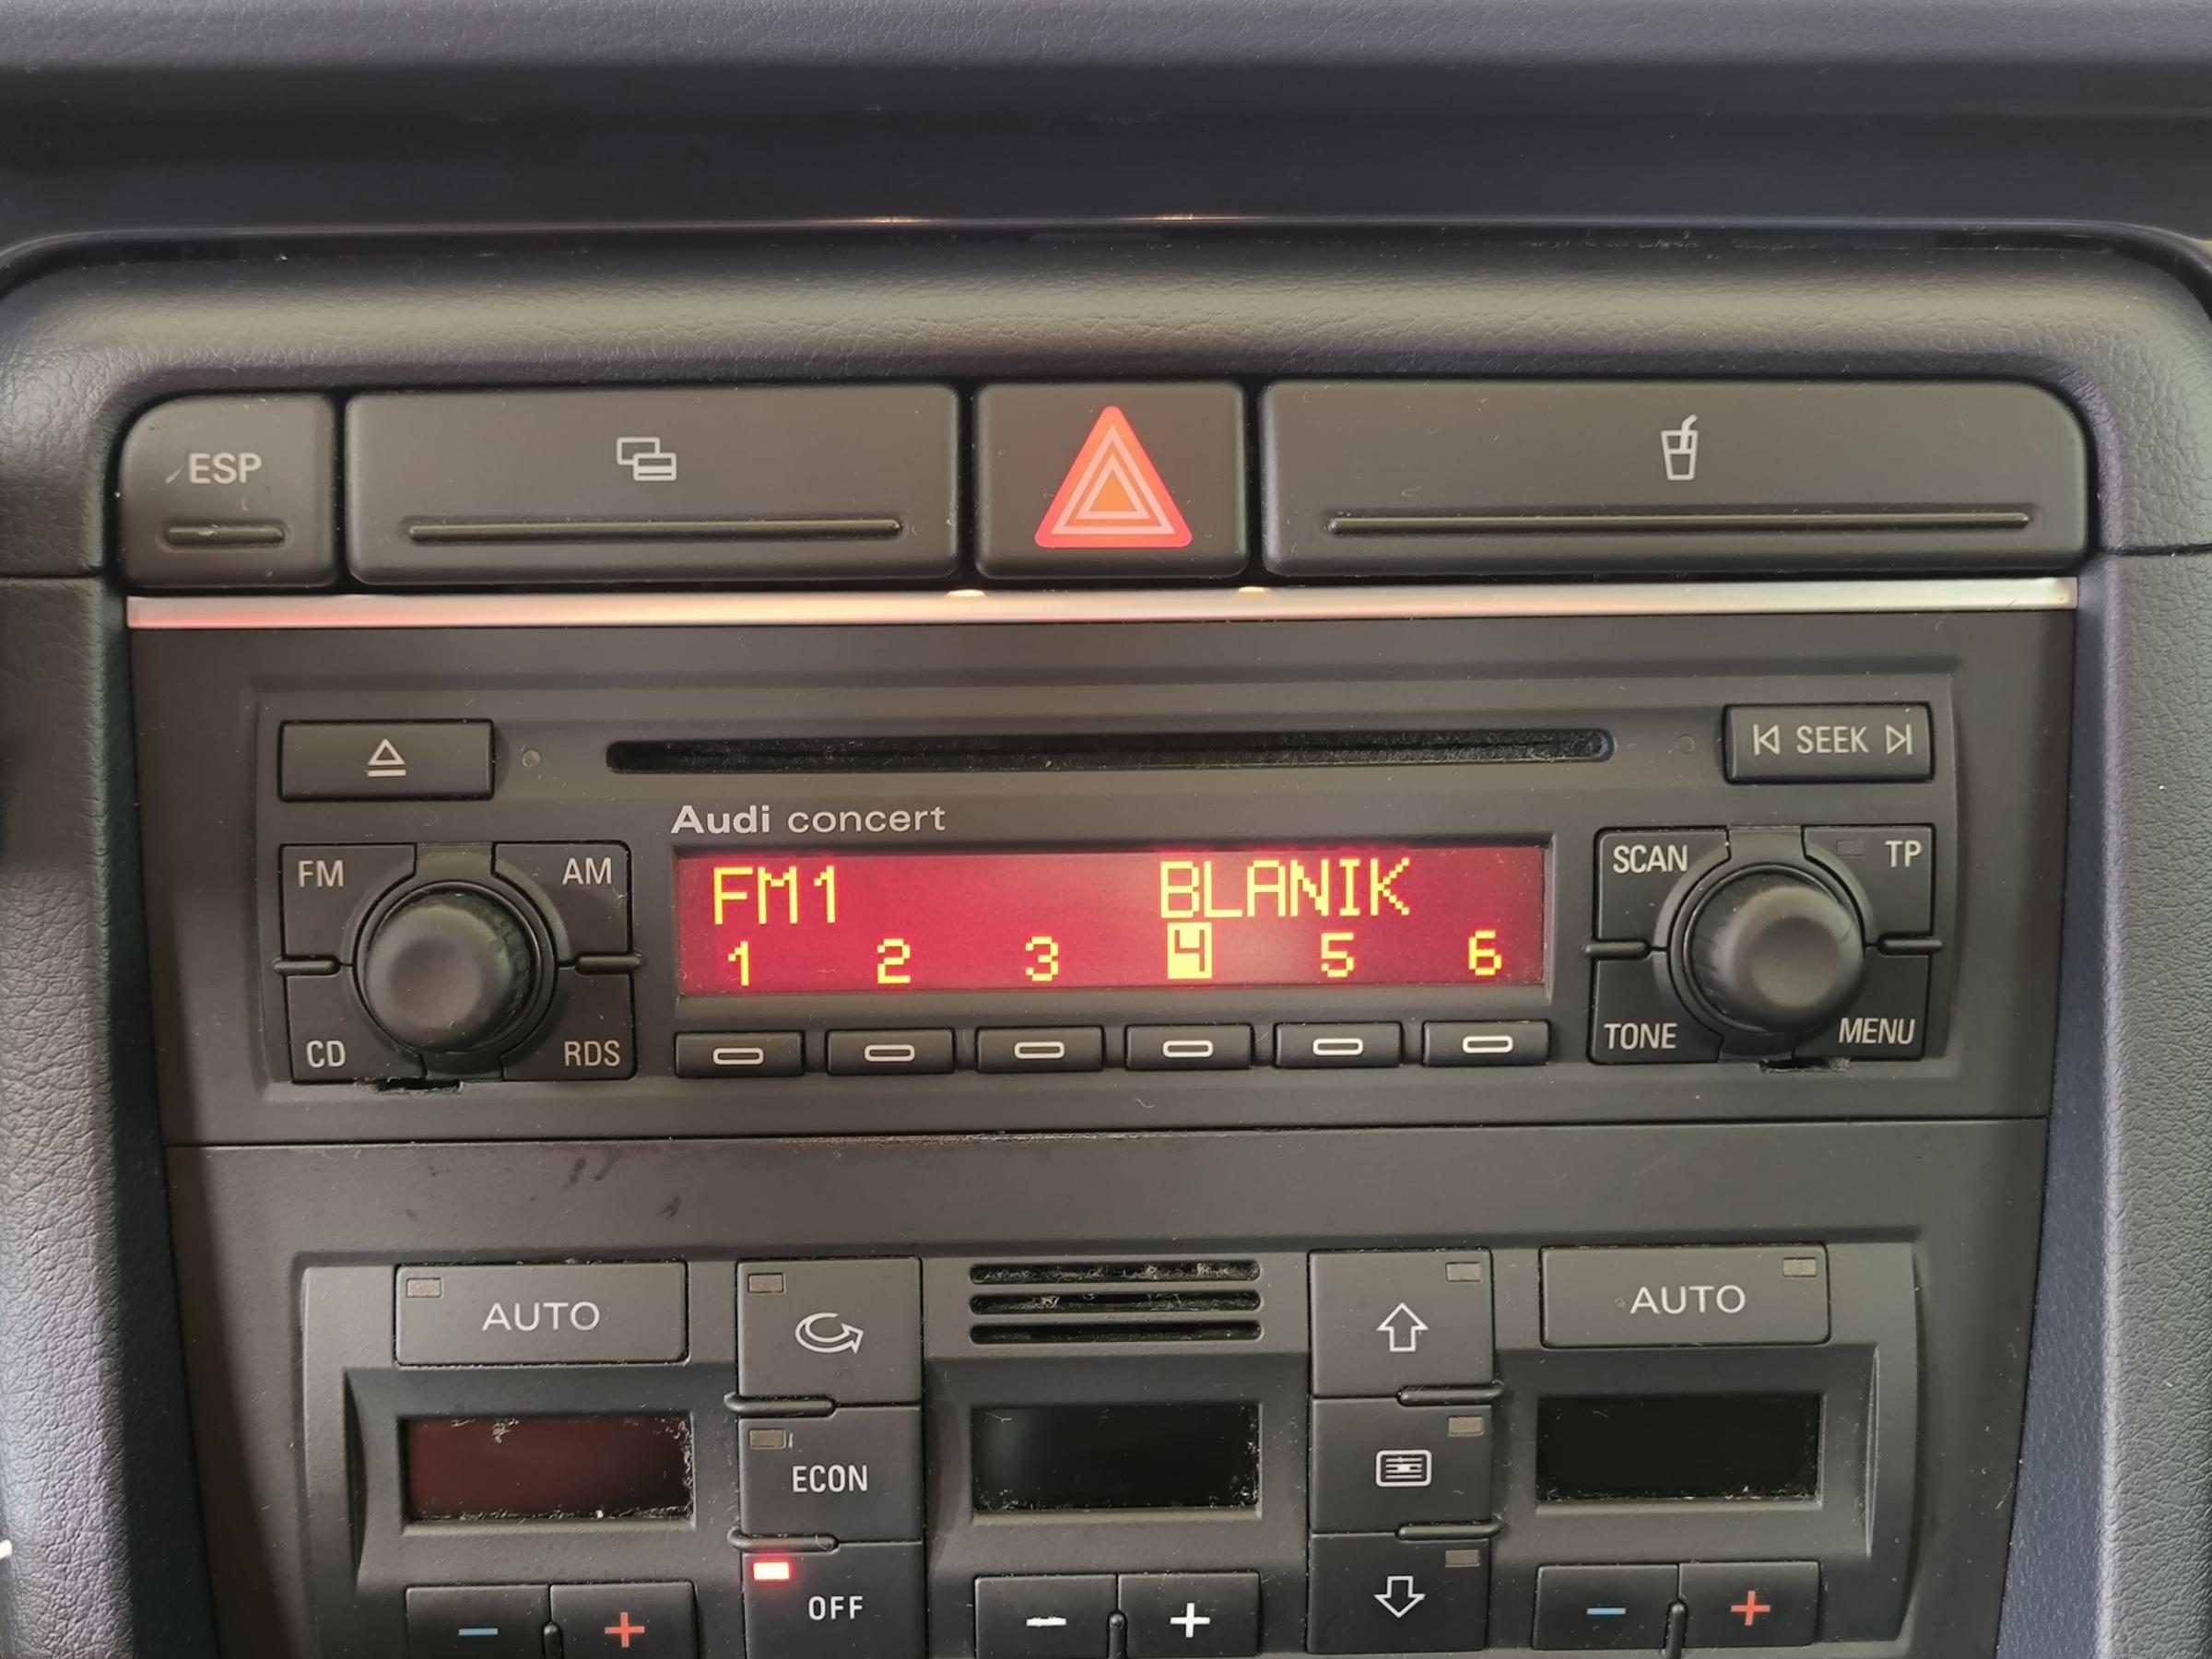 ESP
SEEK
Audi concert
FM AM
FM1 BLANIK
1 2 3 4 5 6
SCAN TP
CD RDS
TONE MENU
AUTO
AUTO
ECON
OFF